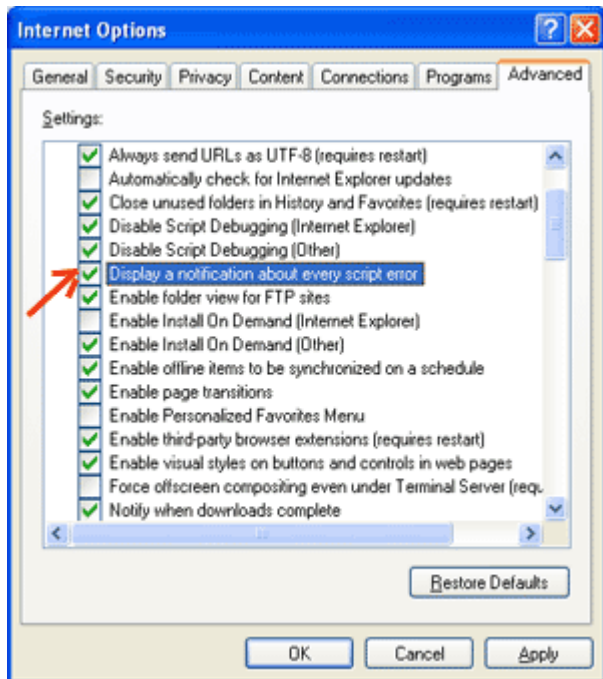 Internet Options
General Security Privacy Content Connections Programs Advanced
Settings:
Always send URLs as UTF-8 (requires restart)
Automatically check for Internet Explorer updates
Close unused folders in History and Favorites (requires restart)
Disable Script Debugging (Internet Explorer)
Disable Script Debugging (Other)
Display a notification about every script error
Enable folder view for FTP sites
Enable Install On Demand (Internet Explorer)
Enable Install On Demand (Other)
Enable offline items to be synchronized on a schedule
Enable page transitions
Enable Personalized Favorites Menu
Enable third-party browser extensions (requires restart)
Enable visual styles on buttons and controls in web pages
Force offscreen compositing even under Terminal Server (requ
Notify when downloads complete
Restore Defaults
OK Cancel Apply